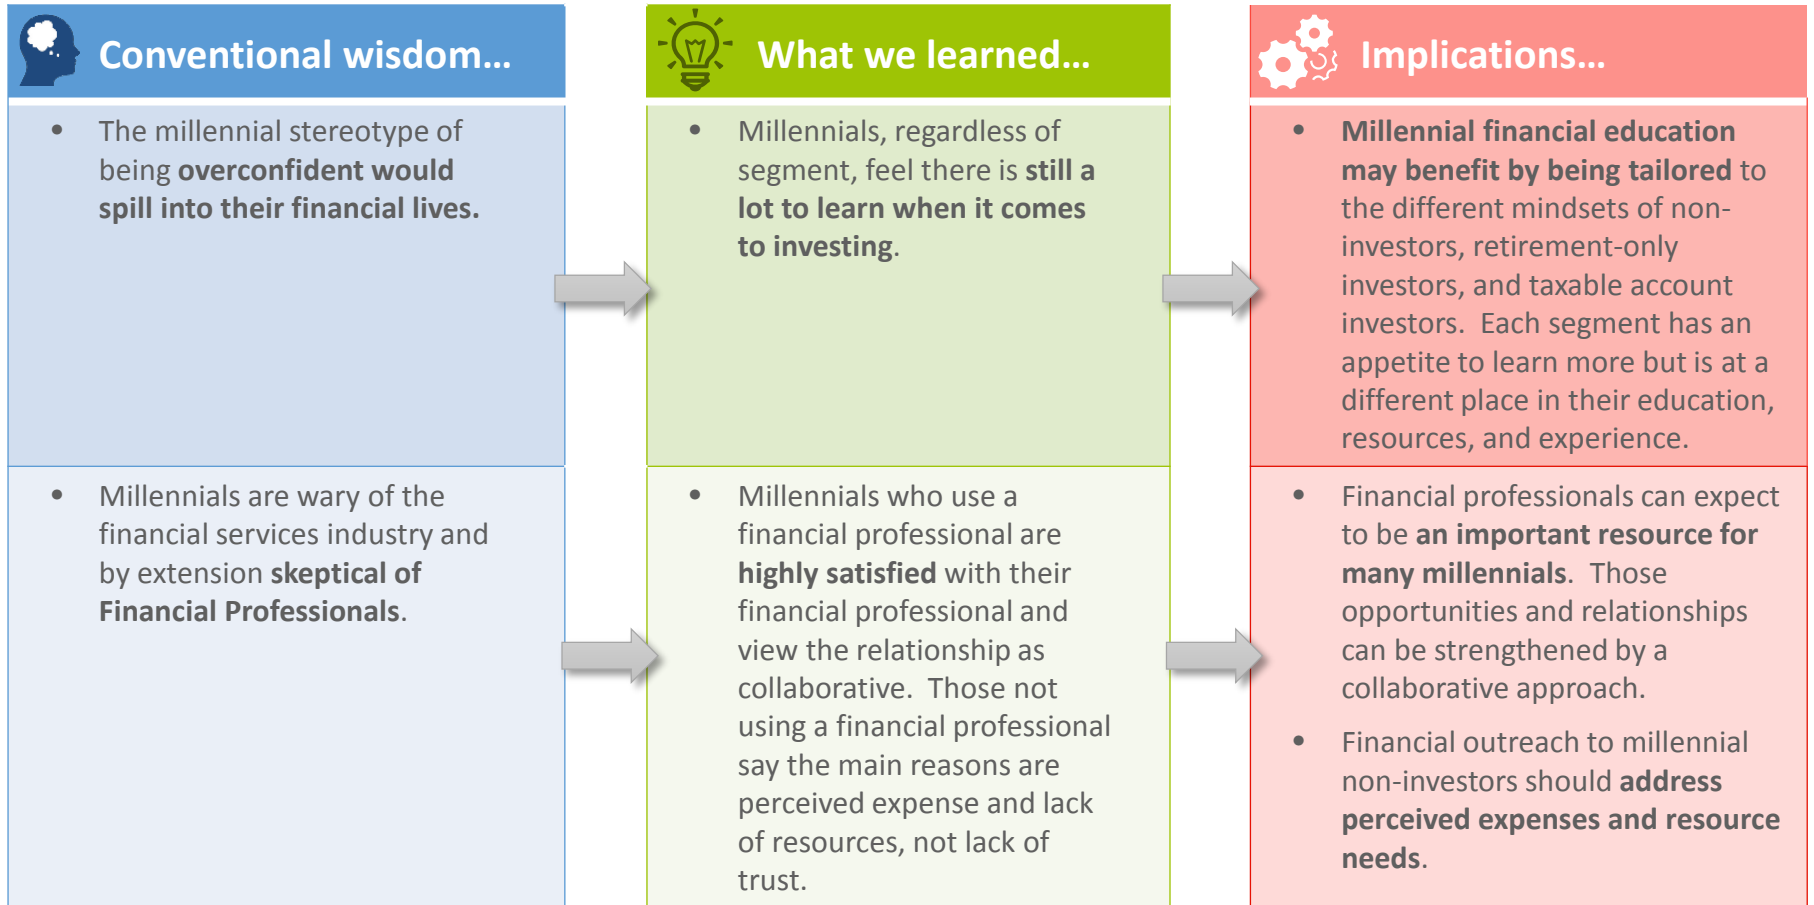 Conventional wisdom…
What we learned…
Implications…
• The millennial stereotype of
being overconfident would
spill into their financial lives.
• Millennials, regardless of
segment, feel there is still a
lot to learn when it comes
to investing.
• Millennial financial education
may benefit by being tailored to
the different mindsets of non-
investors, retirement-only
investors, and taxable account
investors.  Each segment has an
appetite to learn more but is at a
different place in their education,
resources, and experience.
• Millennials are wary of the
financial services industry and
by extension skeptical of
Financial Professionals.
• Millennials who use a
financial professional are
highly satisfied with their
financial professional and
view the relationship as
collaborative.  Those not
using a financial professional
say the main reasons are
perceived expense and lack
of resources, not lack of
trust.
• Financial professionals can expect
to be an important resource for
many millennials.  Those
opportunities and relationships
can be strengthened by a
collaborative approach.
• Financial outreach to millennial
non-investors should address
perceived expenses and resource
needs.